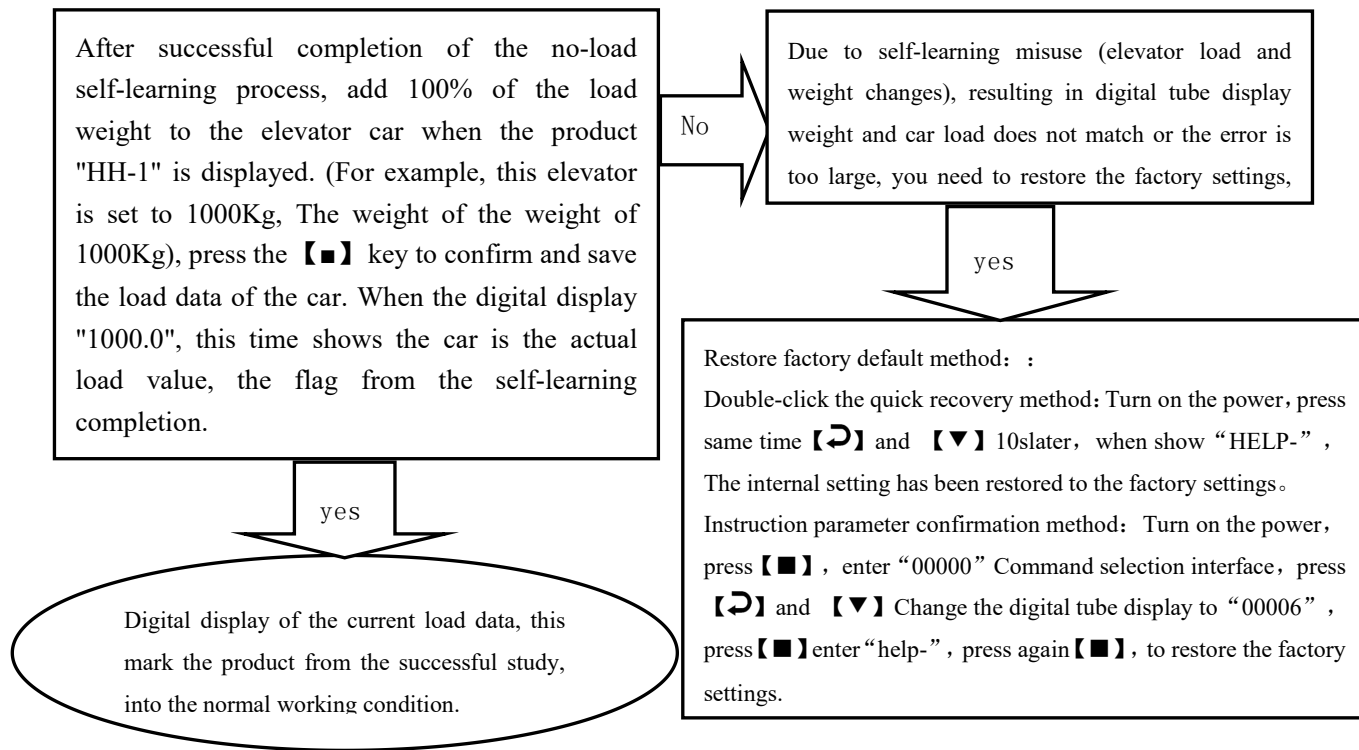 After successful completion of the no-load
self-learning process, add 100% of the load
weight to the elevator car when the product
"HH-1" is displayed. (For example, this elevator
is set to 1000Kg, The weight of the weight of
1000Kg), press the 【■】 key to confirm and save
the load data of the car. When the digital display
"1000.0", this time shows the car is the actual
load value, the flag from the self-learning
completion.
No
Due to self-learning misuse (elevator load and
weight changes), resulting in digital tube display
weight and car load does not match or the error is
too large, you need to restore the factory settings,
yes
Restore factory default method：：
Double-click the quick recovery method：Turn on the power，press
same time【⮌】and 【▼】10slater，when show “HELP-”，
The internal setting has been restored to the factory settings。
Instruction parameter confirmation method： Turn on the power，
press【■】，enter“00000”Command selection interface，press
【⮌】and 【▼】Change the digital tube display to“00006”，
press【■】enter“help-”，press again【■】，to restore the factory
settings.
yes
Digital display of the current load data, this
mark the product from the successful study,
into the normal working condition.